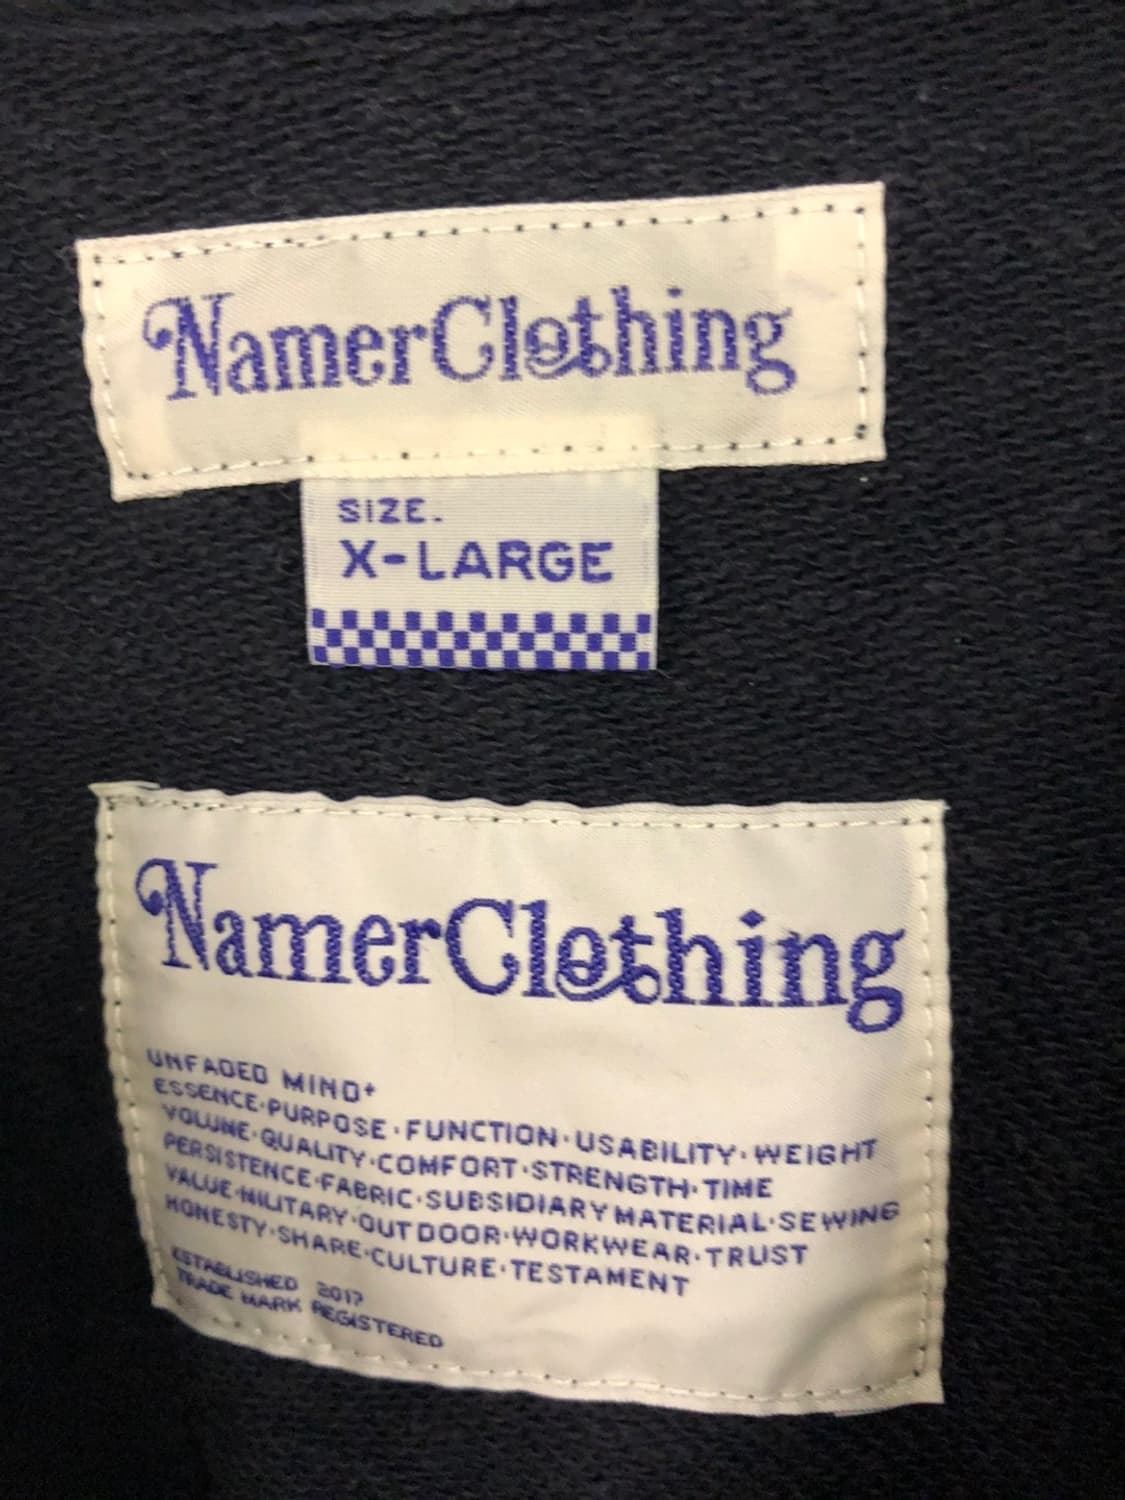 NamerClothing
SIZE.
X-LARGE
NamerClothing
UNFADED MIND+
ESSENCE·PURPOSE·FUNCTION·USABILITY·WEIGHT
VOLUME·QUALITY·COMFORT·STRENGTH·TIME
PERSISTENCE·FABRIC·SUBSIDIARY MATERIAL·SEWING
VALUE·MILITARY·OUTDOOR·WORKWEAR·TRUST
HONESTY·SHARE·CULTURE·TESTAMENT
ESTABLISHED 2017
TRADE MARK REGISTERED